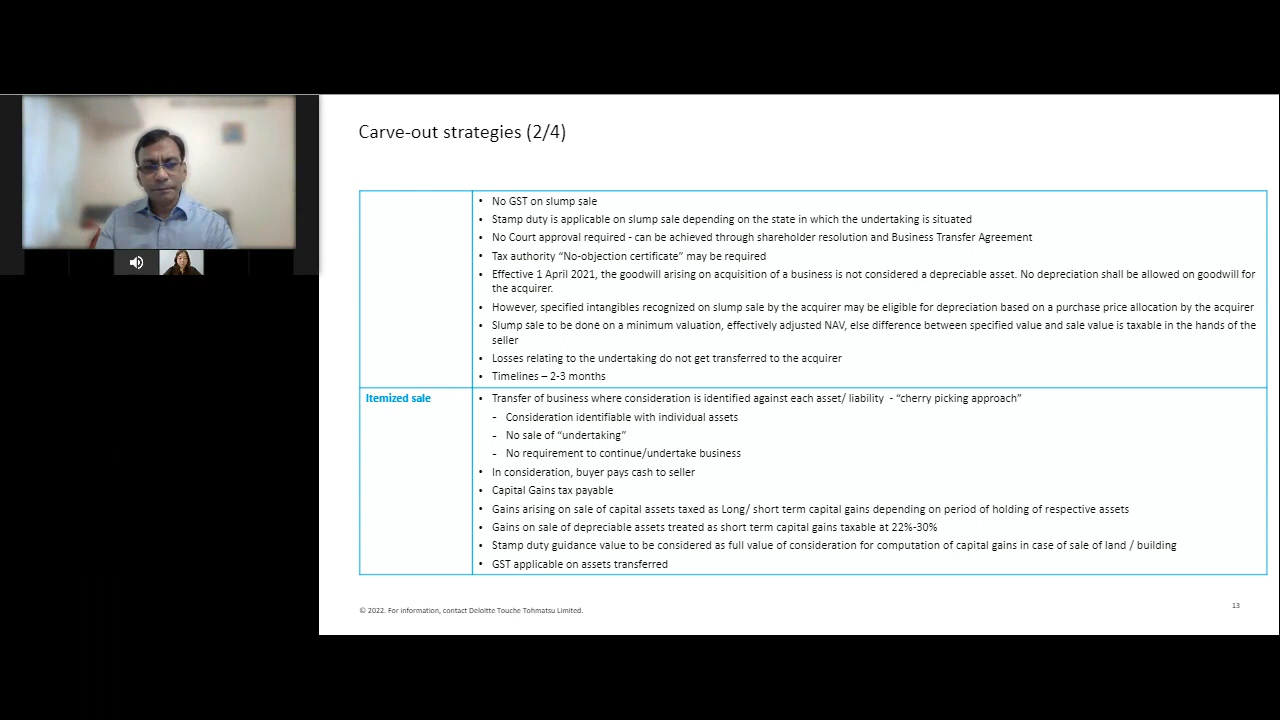 Carve-out strategies (2/4)
• No GST on slump sale
• Stamp duty is applicable on slump sale depending on the state in which the undertaking is situated
• No Court approval required - can be achieved through shareholder resolution and Business Transfer Agreement
• Tax authority “No-objection certificate” may be required
• Effective 1 April 2021, the goodwill arising on acquisition of a business is not considered a depreciable asset. No depreciation shall be allowed on goodwill for
the acquirer.
• However, specified intangibles recognized on slump sale by the acquirer may be eligible for depreciation based on a purchase price allocation by the acquirer
• Slump sale to be done on a minimum valuation, effectively adjusted NAV, else difference between specified value and sale value is taxable in the hands of the
seller
• Losses relating to the undertaking do not get transferred to the acquirer
• Timelines – 2-3 months
Itemized sale
• Transfer of business where consideration is identified against each asset/ liability - “cherry picking approach”
- Consideration identifiable with individual assets
- No sale of “undertaking”
- No requirement to continue/undertake business
• In consideration, buyer pays cash to seller
• Capital Gains tax payable
• Gains arising on sale of capital assets taxed as Long/ short term capital gains depending on period of holding of respective assets
• Gains on sale of depreciable assets treated as short term capital gains taxable at 22%-30%
• Stamp duty guidance value to be considered as full value of consideration for computation of capital gains in case of sale of land / building
• GST applicable on assets transferred
© 2022. For information, contact Deloitte Touche Tohmatsu Limited.
13